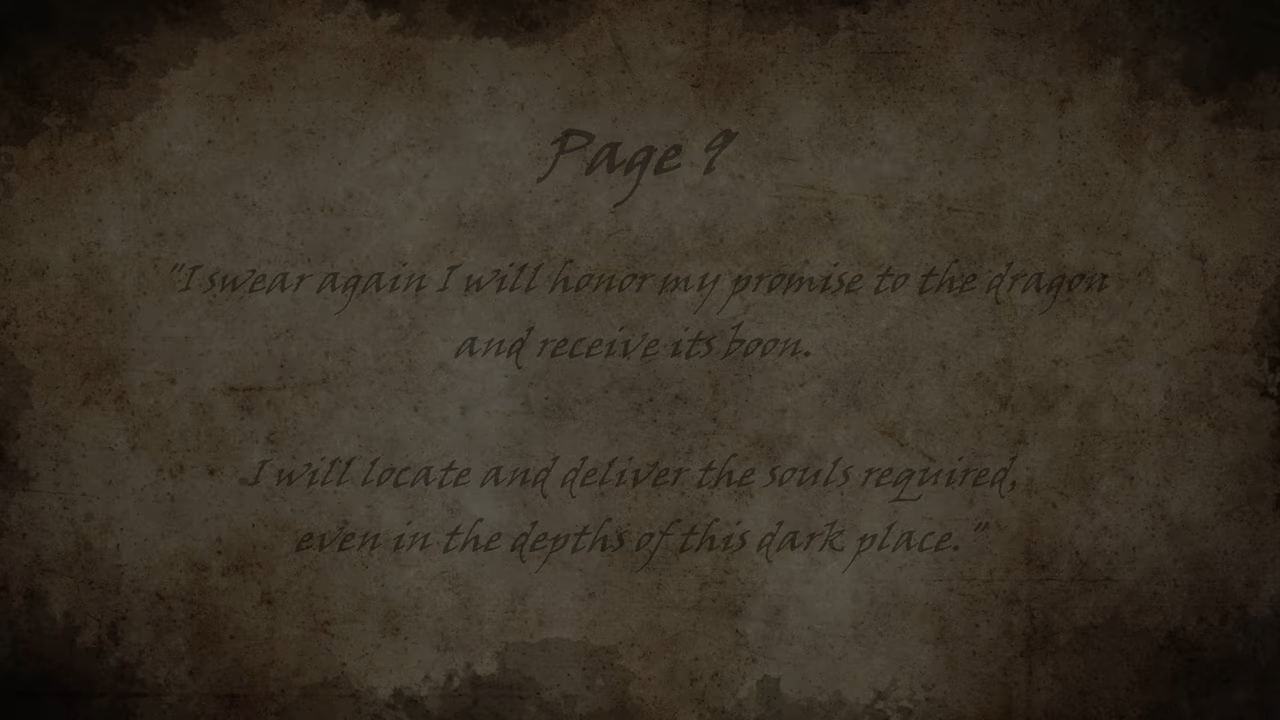 Page 9
"I swear again I will honor my promise to the dragon
and receive its boon.
I will locate and deliver the souls required,
even in the depths of this dark place."